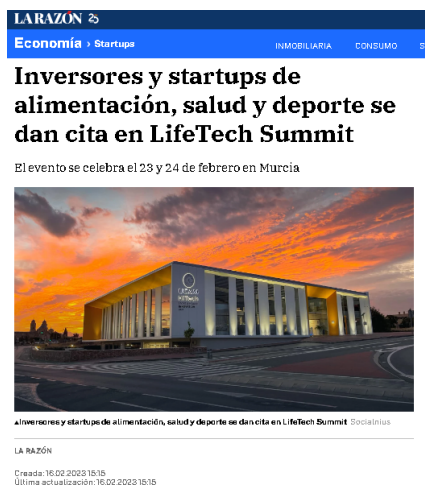 LA RAZÓN 25
Economía › Startups
INMOBILIARIA CONSUMO S
Inversores y startups de
alimentación, salud y deporte se
dan cita en LifeTech Summit
El evento se celebra el 23 y 24 de febrero en Murcia
▲Inversores y startups de alimentación, salud y deporte se dan cita en LifeTech Summit Socialnius
LA RAZÓN
Creada: 16.02.2023 15:15
Última actualización: 16.02.2023 15:15